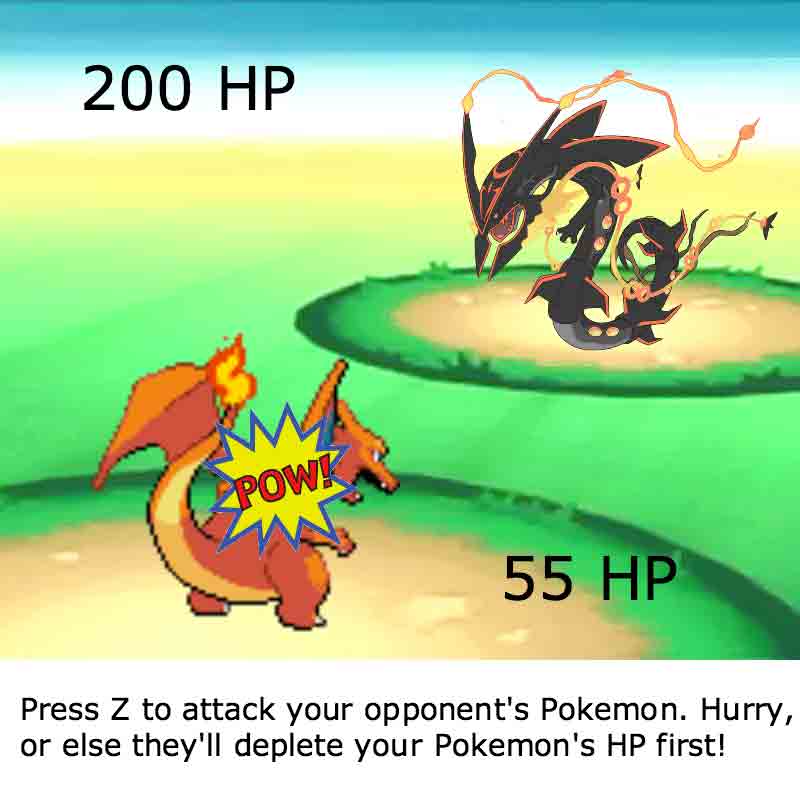 200 HP
POW!
55 HP
Press Z to attack your opponent's Pokemon. Hurry,
or else they'll deplete your Pokemon's HP first!